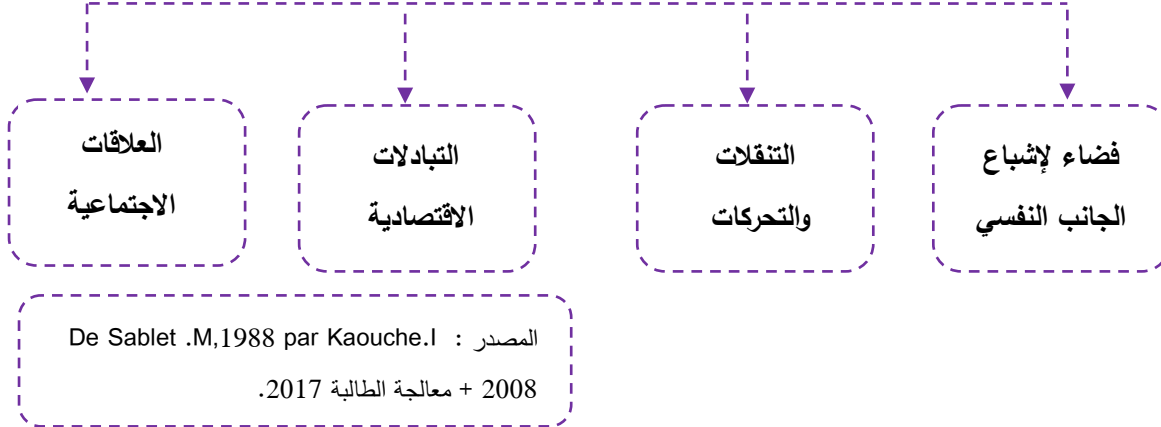 فضاء لإشباع
الجانب النفسي
التنقلات
والتحركات
التبادلات
الاقتصادية
العلاقات
الاجتماعية
المصدر : De Sablet .M,1988 par Kaouche.I
2008 + معالجة الطالبة 2017.